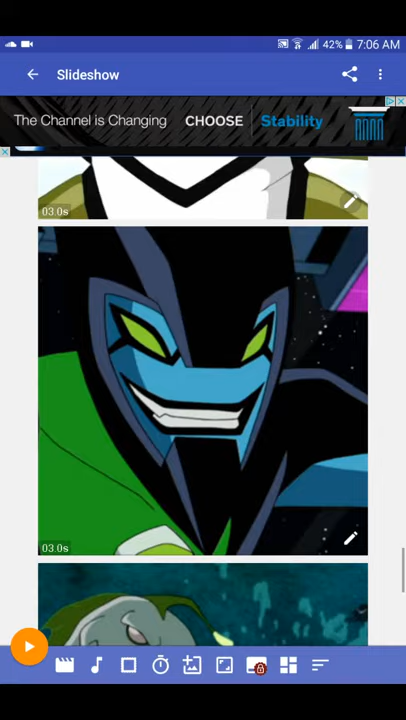 42% 7:06 AM
Slideshow
The Channel is Changing CHOOSE Stability
03.0s
03.0s